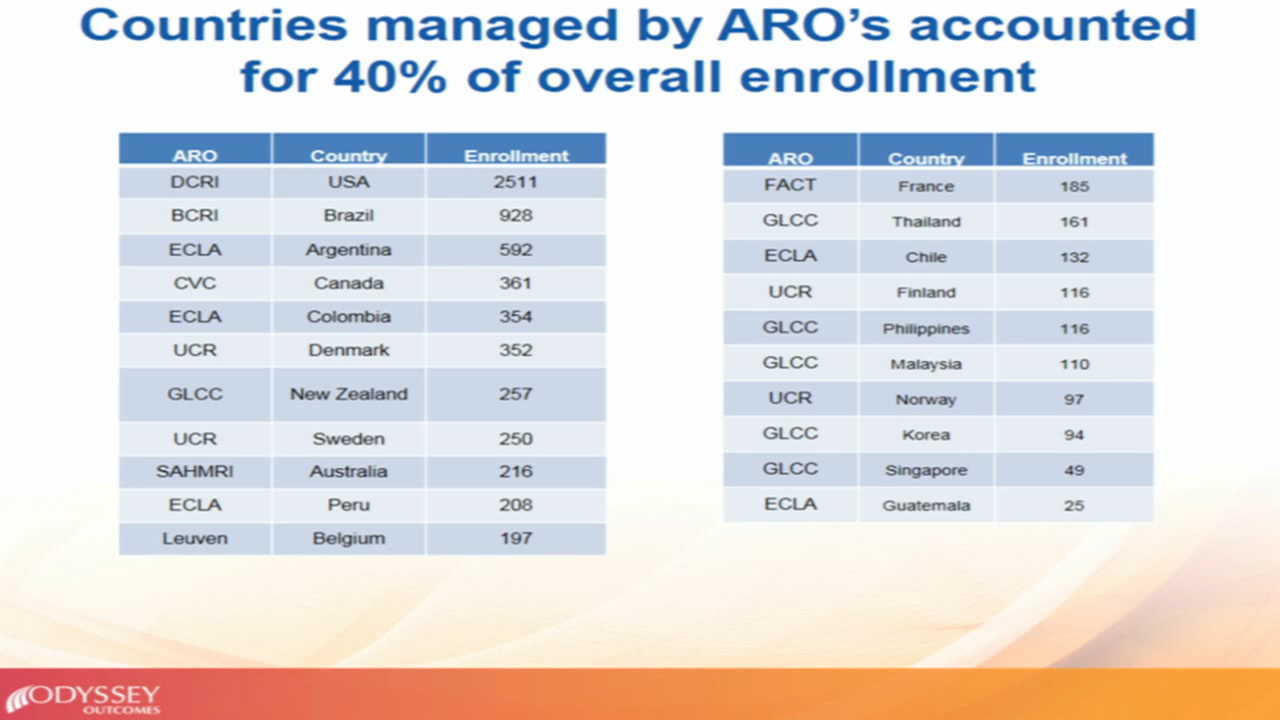 Countries managed by ARO's accounted
for 40% of overall enrollment
ARO Country Enrollment
DCRI USA 2511
BCRI Brazil 928
ECLA Argentina 592
CVC Canada 361
ECLA Colombia 354
UCR Denmark 352
GLCC New Zealand 257
UCR Sweden 250
SAHMRI Australia 216
ECLA Peru 208
Leuven Belgium 197
ARO Country Enrollment
FACT France 185
GLCC Thailand 161
ECLA Chile 132
UCR Finland 116
GLCC Philippines 116
GLCC Malaysia 110
UCR Norway 97
GLCC Korea 94
GLCC Singapore 49
ECLA Guatemala 25
ODYSSEY
OUTCOMES